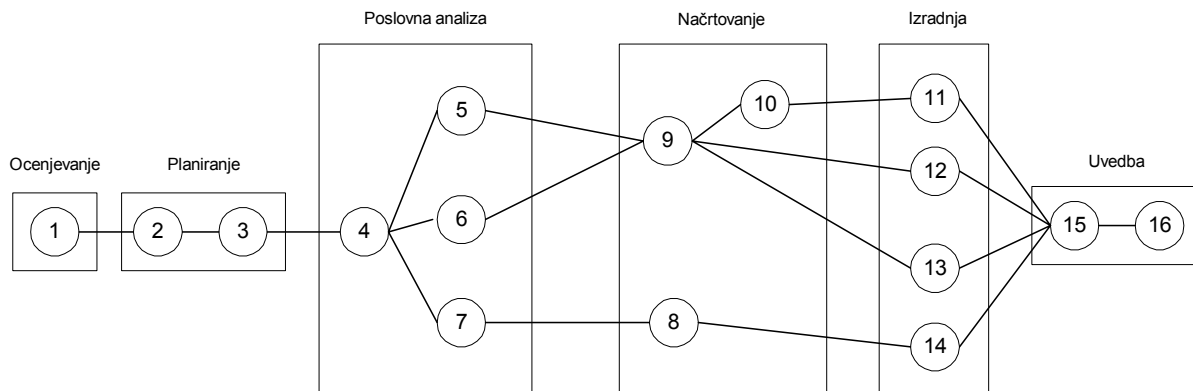 Poslovna analiza
Načrtovanje
Izradnja
Ocenjevanje
Planiranje
Uvedba
1
2
3
4
5
6
7
8
9
10
11
12
13
14
15
16